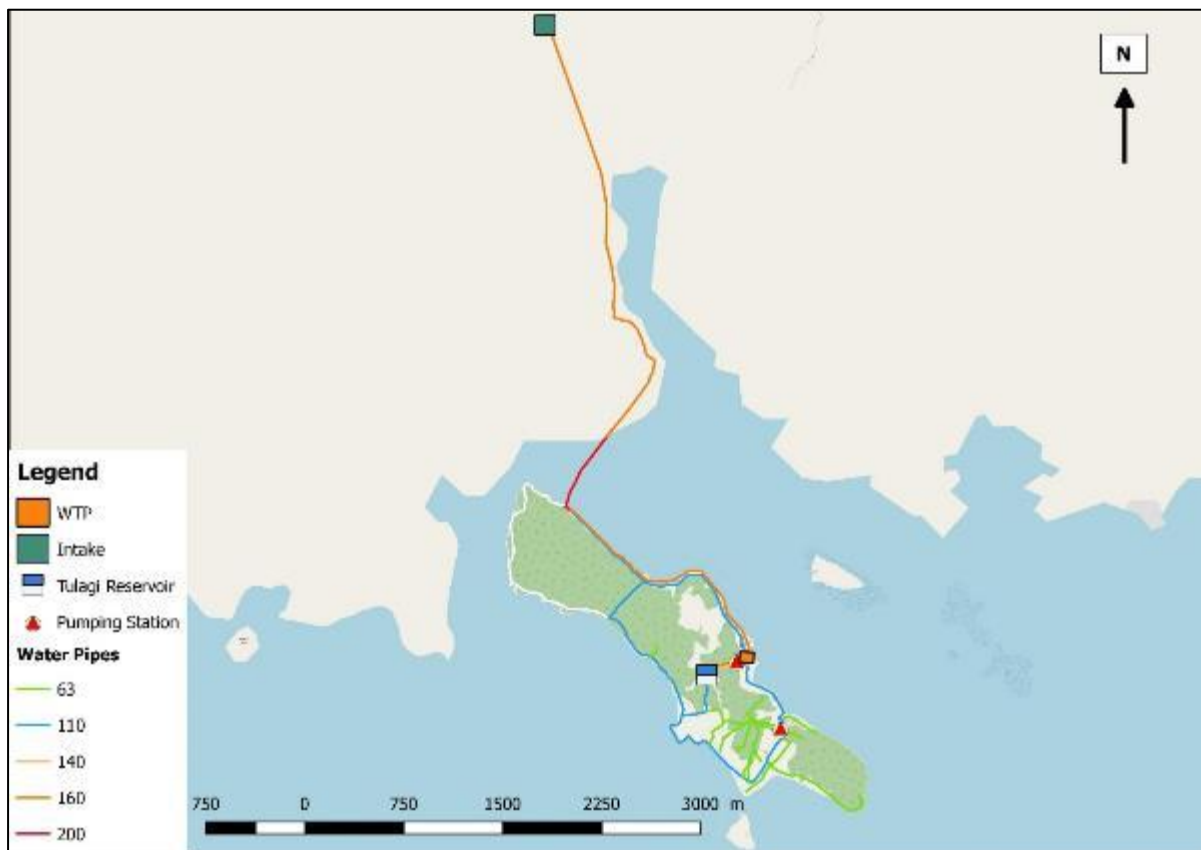 N
Legend
WTP
Intake
Tulagi Reservoir
Pumping Station
Water Pipes
63
110
140
160
200
750 0 750 1500 2250 3000 m